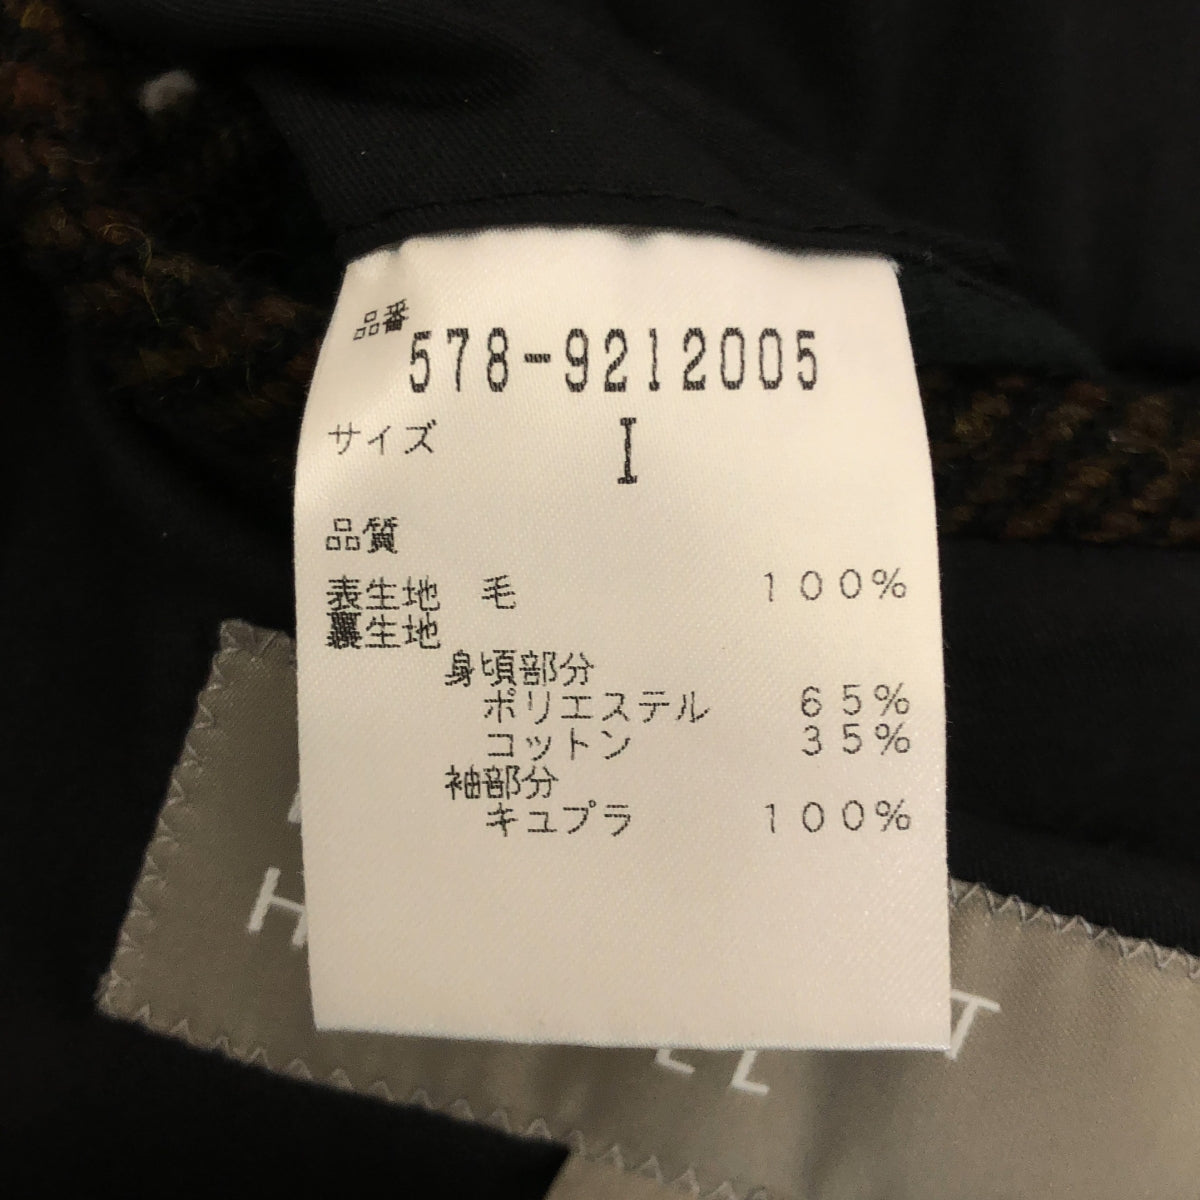 品番 578-9212005
サイズ I
品質
表生地 毛 100%
裏生地
身頃部分
ポリエステル 65%
コットン 35%
袖部分
キュプラ 100%